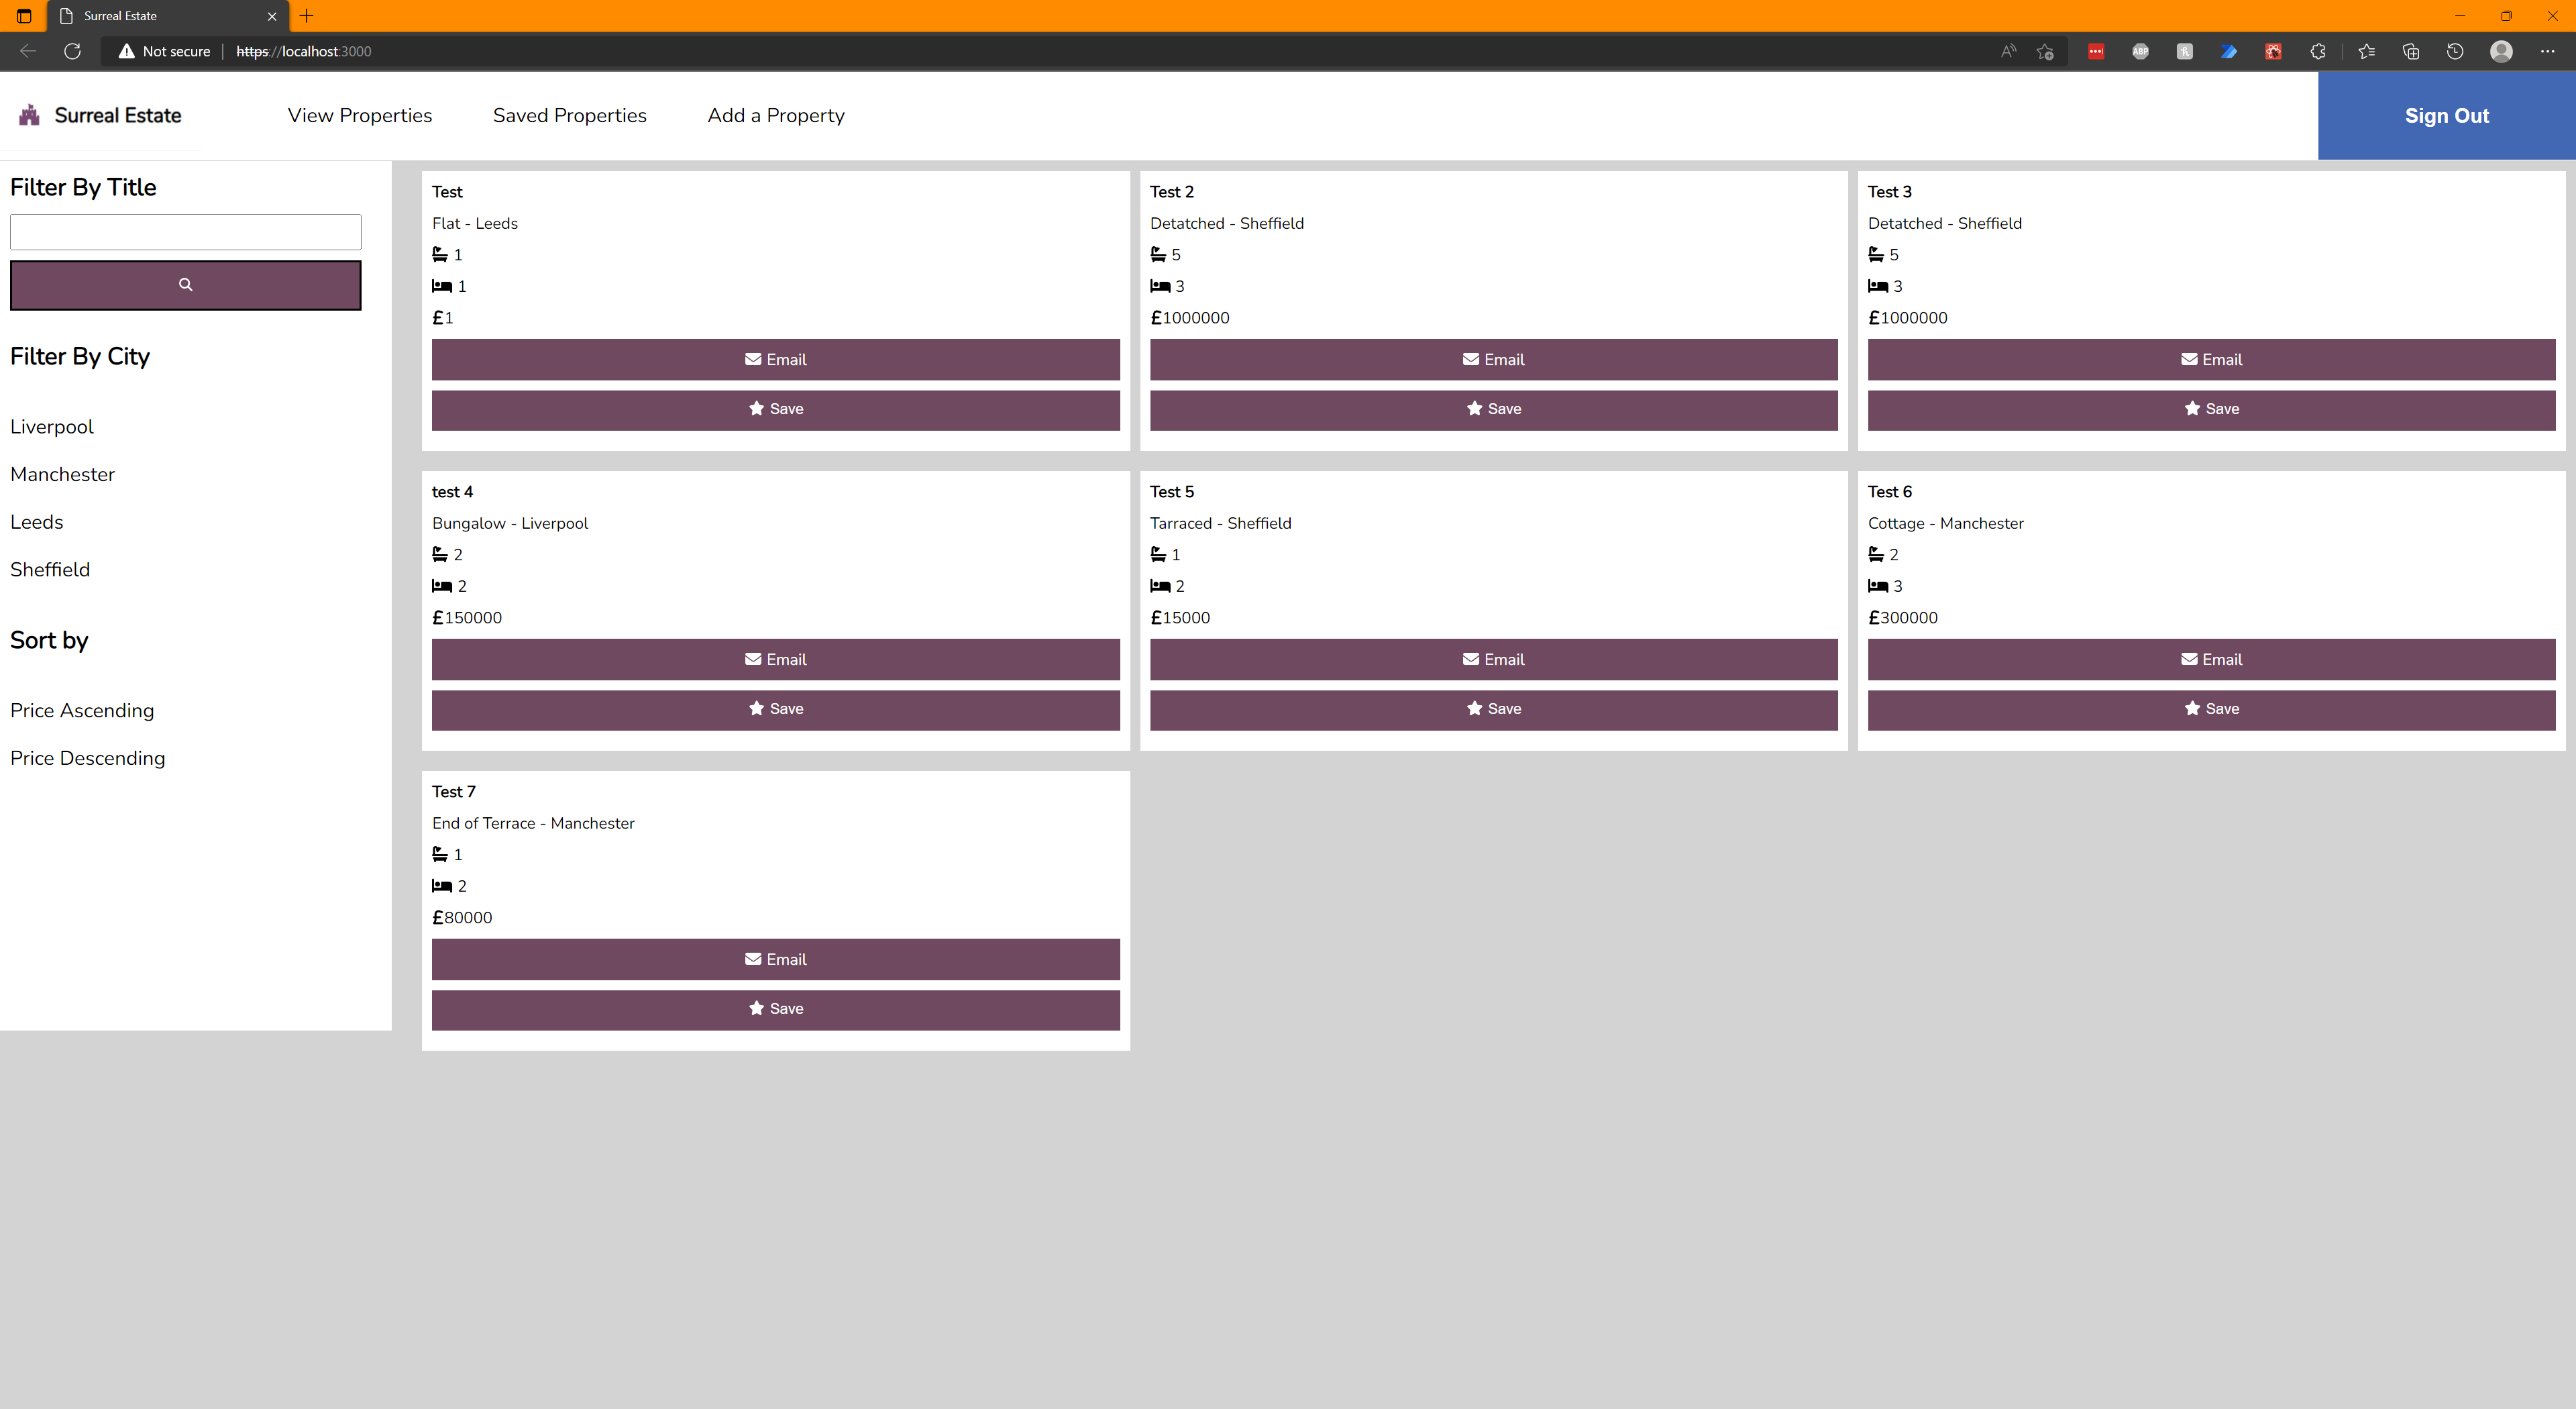 Surreal Estate
Not secure https://localhost:3000
ABP
Surreal Estate
View Properties
Saved Properties
Add a Property
Sign Out
Filter By Title
Filter By City
Liverpool
Manchester
Leeds
Sheffield
Sort by
Price Ascending
Price Descending
Test
Flat - Leeds
1
1
£1
Email
Save
Test 2
Detatched - Sheffield
5
3
£1000000
Email
Save
Test 3
Detatched - Sheffield
5
3
£1000000
Email
Save
test 4
Bungalow - Liverpool
2
2
£150000
Email
Save
Test 5
Tarraced - Sheffield
1
2
£15000
Email
Save
Test 6
Cottage - Manchester
2
3
£300000
Email
Save
Test 7
End of Terrace - Manchester
1
2
£80000
Email
Save